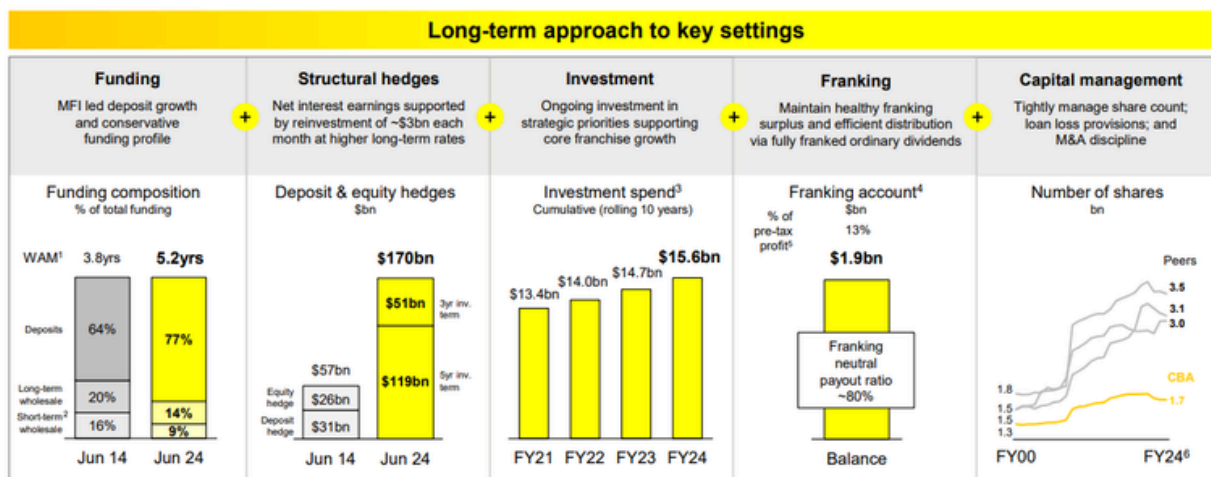 Long-term approach to key settings
Funding
MFI led deposit growth
and conservative
funding profile
+
Structural hedges
Net interest earnings supported
by reinvestment of ~$3bn each
month at higher long-term rates
+
Investment
Ongoing investment in
strategic priorities supporting
core franchise growth
+
Franking
Maintain healthy franking
surplus and efficient distribution
via fully franked ordinary dividends
+
Capital management
Tightly manage share count;
loan loss provisions; and
M&A discipline
Funding composition
% of total funding
WAM¹ 3.8yrs 5.2yrs
Deposits 64% 77%
Long-term
wholesale 20% 14%
Short-term²
wholesale 16% 9%
Jun 14 Jun 24
Deposit & equity hedges
$bn
$170bn
$51bn 3yr inv.
term
$57bn
$119bn 5yr inv.
term
Equity
hedge $26bn
Deposit
hedge $31bn
Jun 14 Jun 24
Investment spend³
Cumulative (rolling 10 years)
$13.4bn $14.0bn $14.7bn $15.6bn
FY21 FY22 FY23 FY24
Franking account⁴
$bn
% of
pre-tax
profit⁵
13%
$1.9bn
Franking
neutral
payout ratio
~80%
Balance
Number of shares
bn
Peers
3.5
3.1
3.0
CBA
1.7
1.8
1.5
1.5
1.3
FY00 FY24⁶